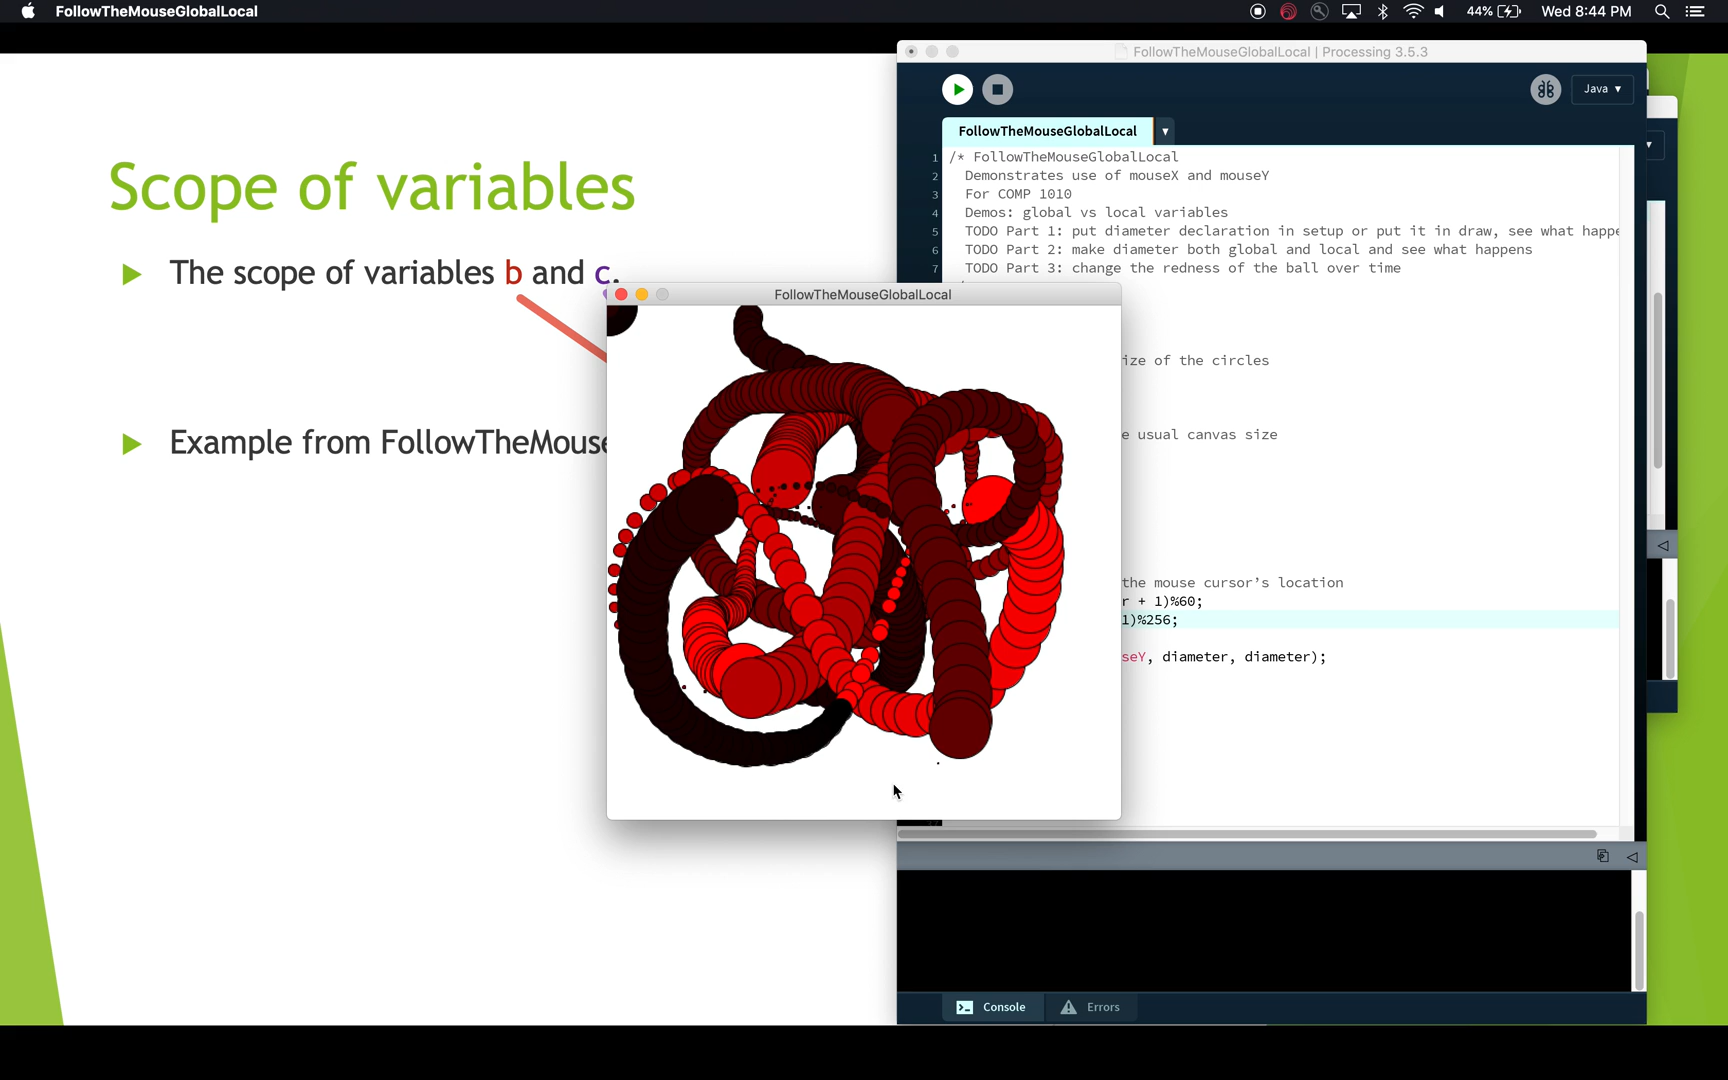 FollowTheMouseGlobalLocal
44%
Wed 8:44 PM
Scope of variables
The scope of variables b and c.
Example from FollowTheMouse
FollowTheMouseGlobalLocal | Processing 3.5.3
Java
FollowTheMouseGlobalLocal
1 /* FollowTheMouseGlobalLocal
2 Demonstrates use of mouseX and mouseY
3 For COMP 1010
4 Demos: global vs local variables
5 TODO Part 1: put diameter declaration in setup or put it in draw, see what happe
6 TODO Part 2: make diameter both global and local and see what happens
7 TODO Part 3: change the redness of the ball over time
FollowTheMouseGlobalLocal
ize of the circles
e usual canvas size
the mouse cursor's location
r + 1)%60;
1)%256;
seY, diameter, diameter);
Console
Errors